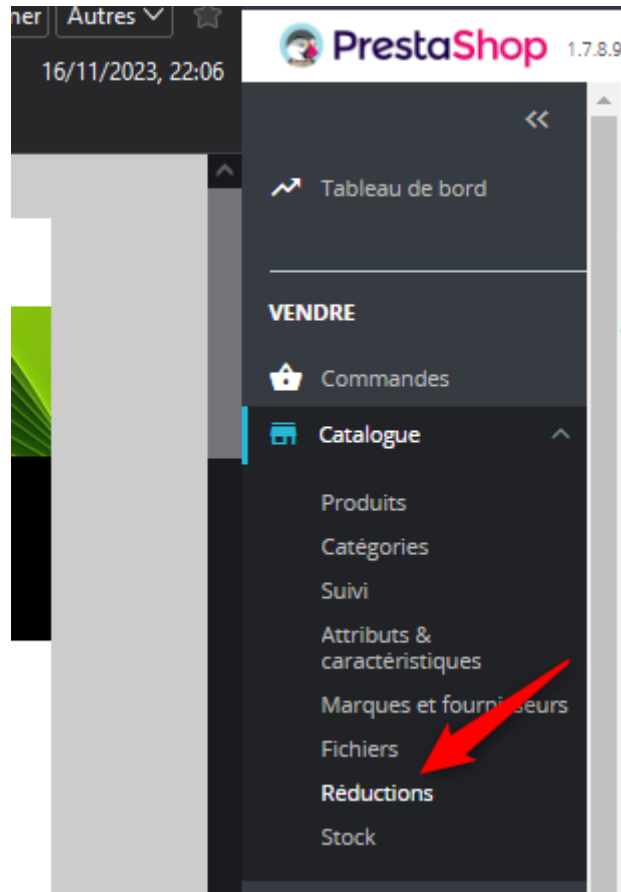 ner Autres
16/11/2023, 22:06
PrestaShop 1.7.8.9
Tableau de bord
VENDRE
Commandes
Catalogue
Produits
Catégories
Suivi
Attributs &
caractéristiques
Marques et fournisseurs
Fichiers
Réductions
Stock